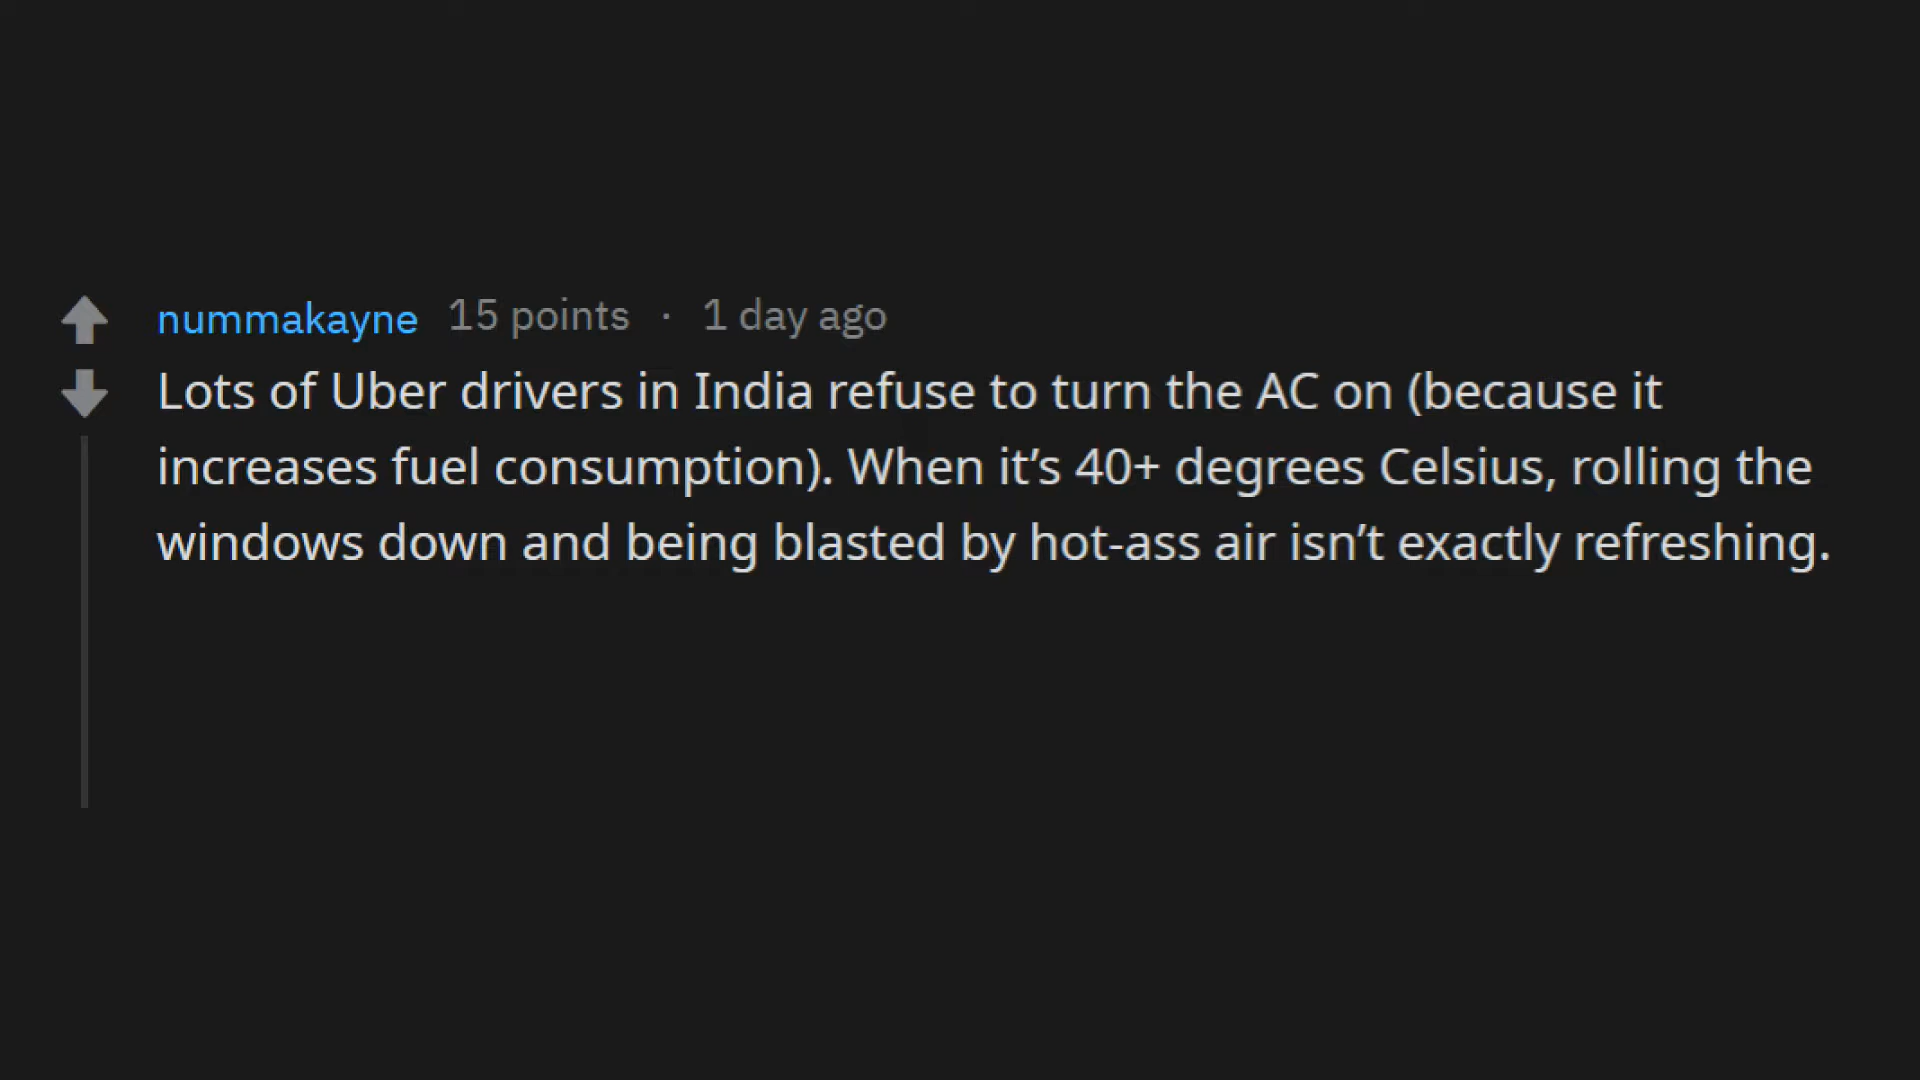 nummakayne 15 points · 1 day ago
Lots of Uber drivers in India refuse to turn the AC on (because it
increases fuel consumption). When it’s 40+ degrees Celsius, rolling the
windows down and being blasted by hot-ass air isn’t exactly refreshing.